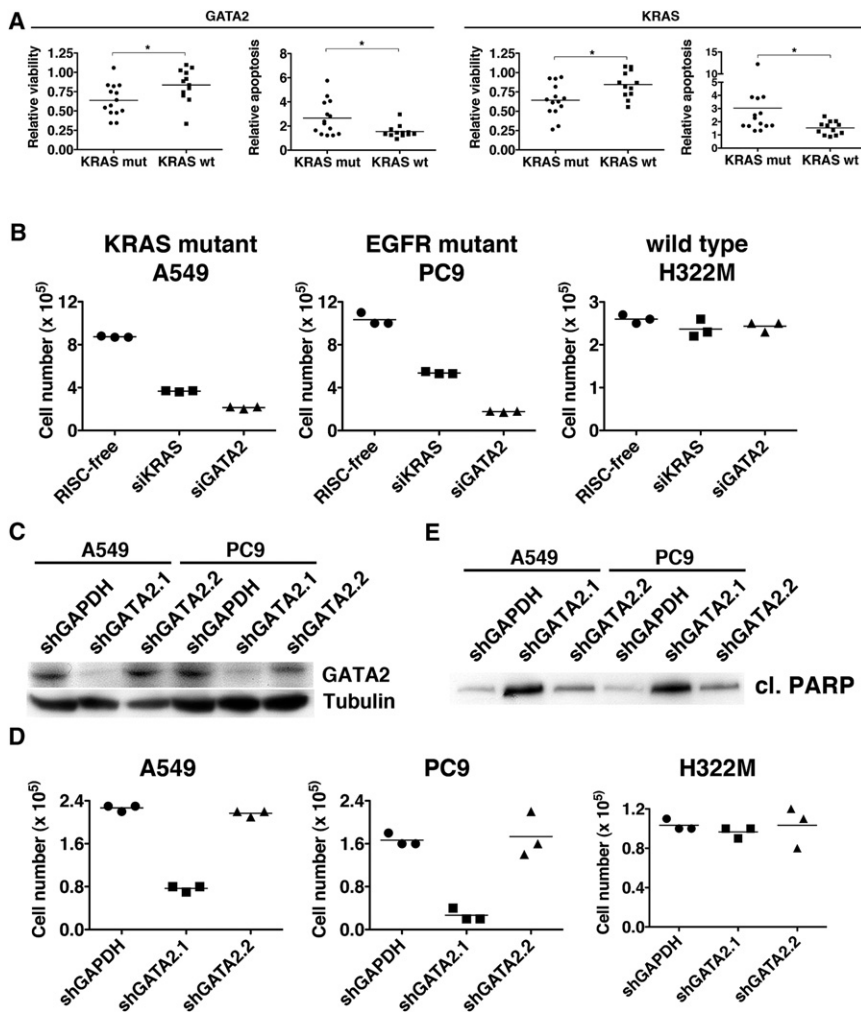 A
GATA2
KRAS
Relative viability
1.25
1.00
0.75
0.50
0.25
0.00
*
KRAS mut KRAS wt
Relative apoptosis
8
6
4
2
0
*
KRAS mut KRAS wt
Relative viability
1.25
1.00
0.75
0.50
0.25
0.00
*
KRAS mut KRAS wt
Relative apoptosis
15
10
5
4
3
2
1
0
*
KRAS mut KRAS wt
B
KRAS mutant
A549
Cell number (x 10⁵)
12
8
4
0
RISC-free
siKRAS
siGATA2
EGFR mutant
PC9
Cell number (x 10⁵)
12
8
4
0
RISC-free
siKRAS
siGATA2
wild type
H322M
Cell number (x 10⁵)
3
2
1
0
RISC-free
siKRAS
siGATA2
C
A549 PC9
shGAPDH
shGATA2.1
shGATA2.2
shGAPDH
shGATA2.1
shGATA2.2
GATA2
Tubulin
E
A549 PC9
shGAPDH
shGATA2.1
shGATA2.2
shGAPDH
shGATA2.1
shGATA2.2
cl. PARP
D
A549
Cell number (x 10⁵)
2.4
1.6
0.8
0.0
shGAPDH
shGATA2.1
shGATA2.2
PC9
Cell number (x 10⁵)
2.4
1.6
0.8
0.0
shGAPDH
shGATA2.1
shGATA2.2
H322M
Cell number (x 10⁵)
1.2
0.8
0.4
0.0
shGAPDH
shGATA2.1
shGATA2.2